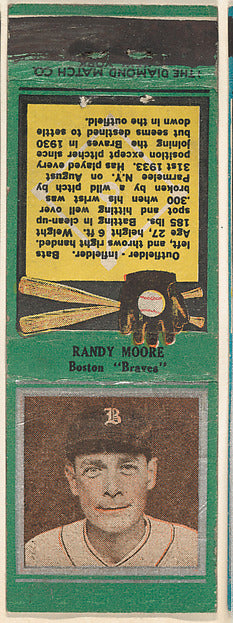 THE DIAMOND MATCH CO.
Outfielder - Infielder. Bats
left, and throws right handed.
Age 27, height 6 ft. Weight
185 lbs. Batting in clean-up
spot and hitting well over
.300 when his wrist was
broken by a wild pitch by
Parmelee N.Y. on August
31st 1933. Has played every
position except pitcher since
joining the Braves in 1930
but seems destined to settle
down in the outfield.
RANDY MOORE
Boston "Braves"
B